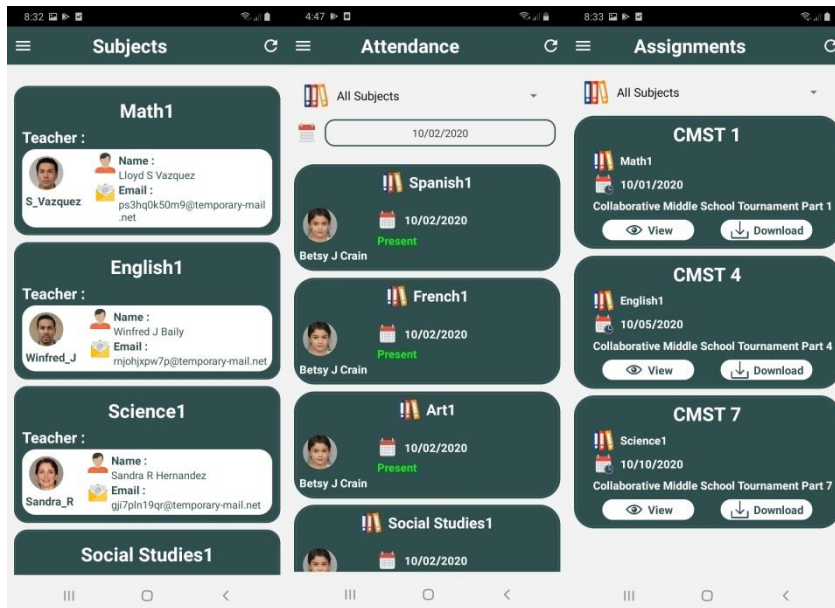 8:32
Subjects
Math1
Teacher :
S_Vazquez
Name :
Lloyd S Vazquez
Email :
ps3hq0k50m9@temporary-mail
.net
English1
Teacher :
Winfred_J
Name :
Winfred J Baily
Email :
mjohjxpw7p@temporary-mail.net
Science1
Teacher :
Sandra_R
Name :
Sandra R Hernandez
Email :
gji7pln19qr@temporary-mail.net
Social Studies1
4:47
Attendance
All Subjects
10/02/2020
Spanish1
10/02/2020
Present
Betsy J Crain
French1
10/02/2020
Present
Betsy J Crain
Art1
10/02/2020
Present
Betsy J Crain
Social Studies1
10/02/2020
8:33
Assignments
All Subjects
CMST 1
Math1
10/01/2020
Collaborative Middle School Tournament Part 1
View Download
CMST 4
English1
10/05/2020
Collaborative Middle School Tournament Part 4
View Download
CMST 7
Science1
10/10/2020
Collaborative Middle School Tournament Part 7
View Download